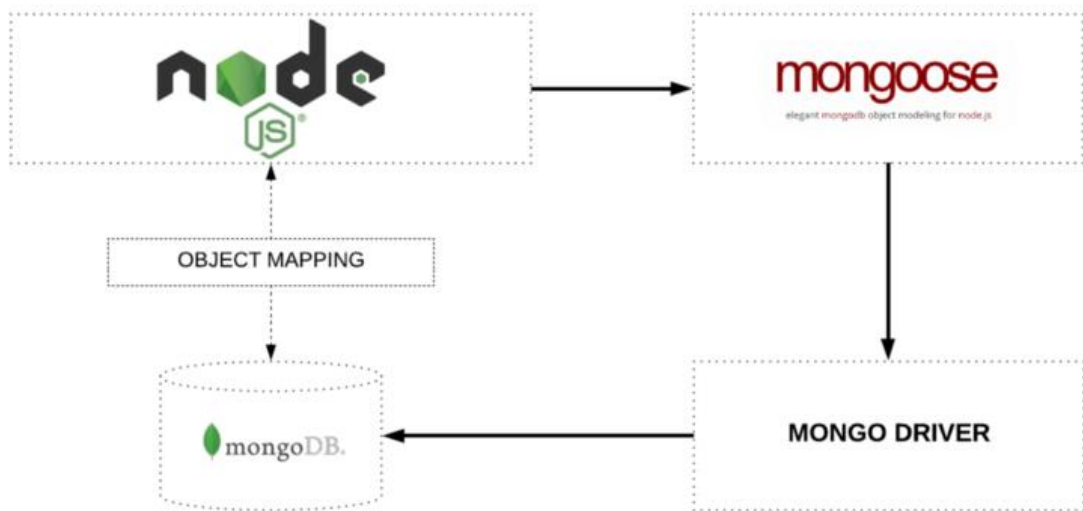 node
JS®
mongoose
elegant mongodb object modeling for node.js
OBJECT MAPPING
mongoDB.
MONGO DRIVER